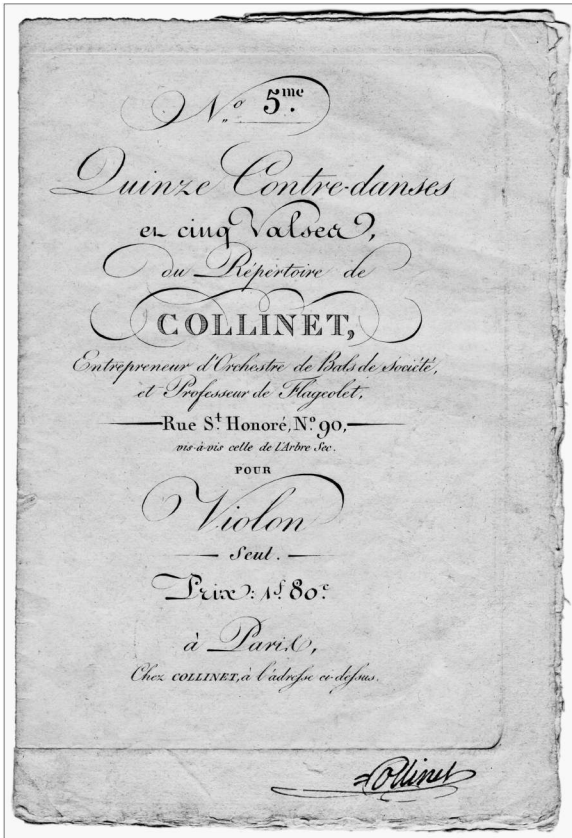 N.º 5.me
Quinze Contre-danses
et cinq Valses,
du Répertoire de
COLLINET,
Entrepreneur d'Orchestre de Bals de Société,
et Professeur de Flageolet,
Rue S.t Honoré, N.º 90,
vis-à-vis celle de l'Arbre Sec.
POUR
Violon
Seul.
Prix: 1.f 80.c
à Paris,
Chez COLLINET, à l'adresse ci-dessus.
Collinet